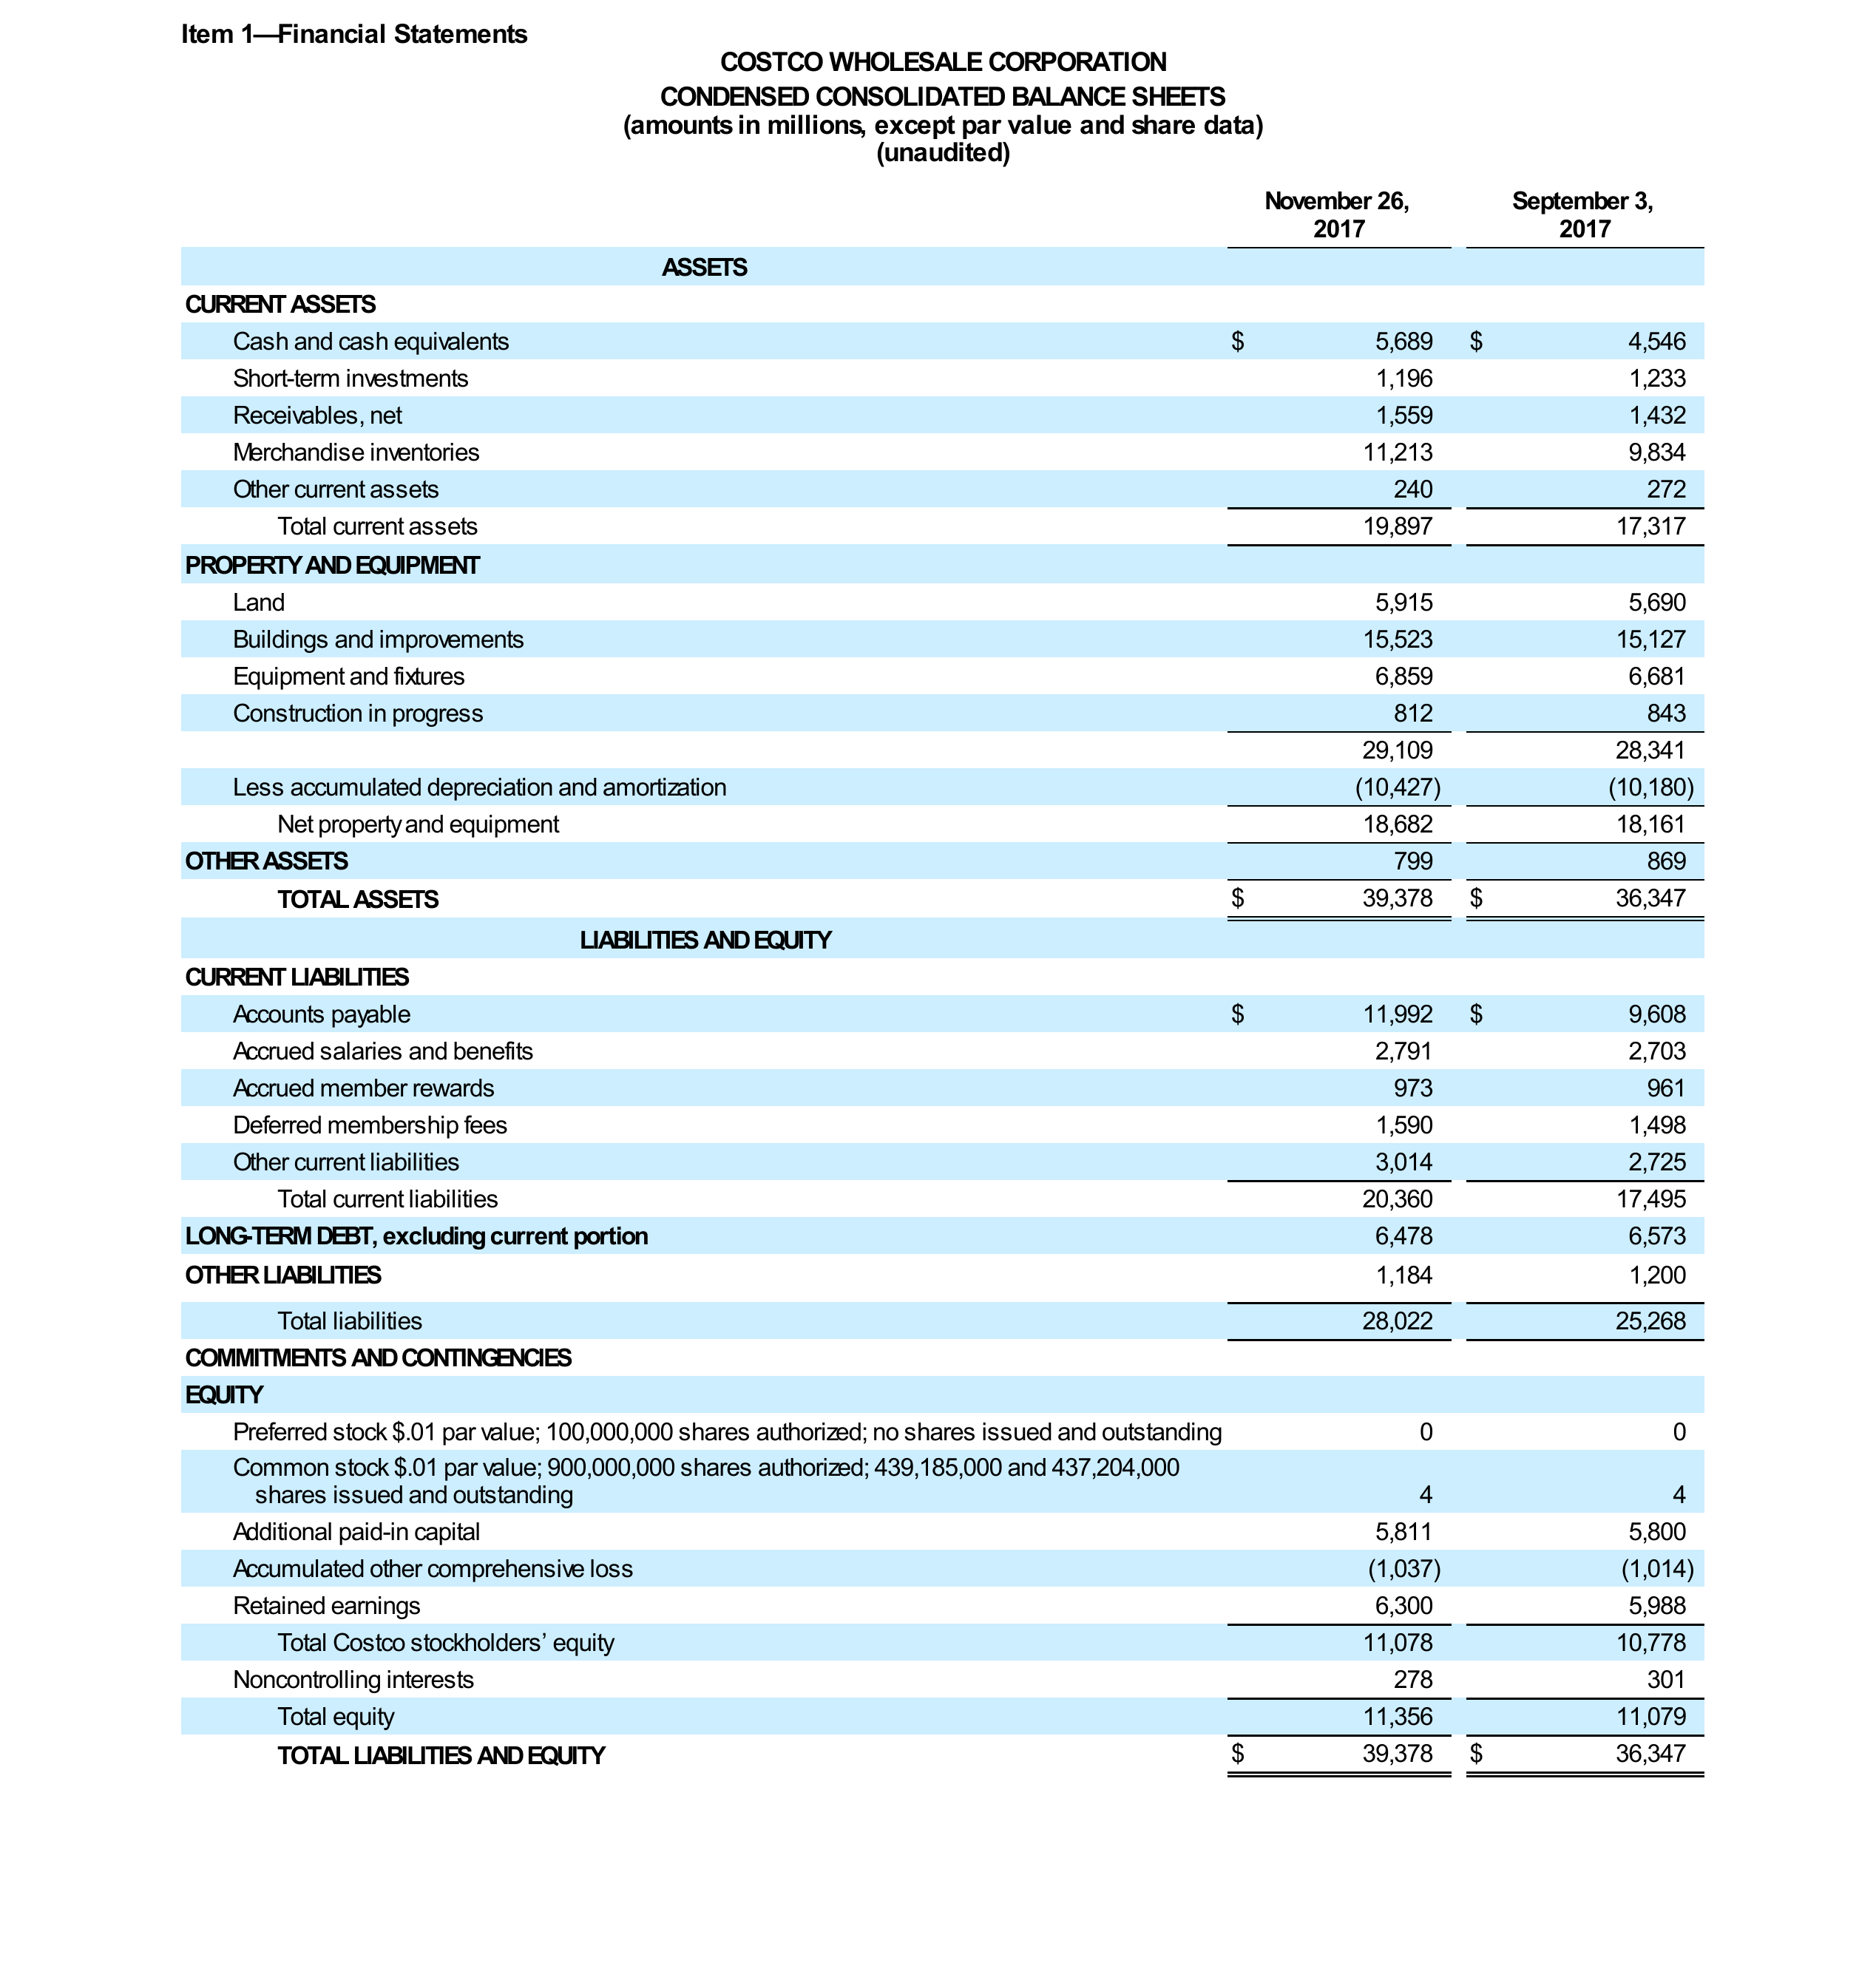 Item 1—Financial Statements
COSTCO WHOLESALE CORPORATION
CONDENSED CONSOLIDATED BALANCE SHEETS
(amounts in millions, except par value and share data)
(unaudited)
November 26, 2017 September 3, 2017
ASSETS
CURRENT ASSETS
Cash and cash equivalents $ 5,689 $ 4,546
Short-term investments 1,196 1,233
Receivables, net 1,559 1,432
Merchandise inventories 11,213 9,834
Other current assets 240 272
Total current assets 19,897 17,317
PROPERTY AND EQUIPMENT
Land 5,915 5,690
Buildings and improvements 15,523 15,127
Equipment and fixtures 6,859 6,681
Construction in progress 812 843
29,109 28,341
Less accumulated depreciation and amortization (10,427) (10,180)
Net property and equipment 18,682 18,161
OTHER ASSETS 799 869
TOTAL ASSETS $ 39,378 $ 36,347
LIABILITIES AND EQUITY
CURRENT LIABILITIES
Accounts payable $ 11,992 $ 9,608
Accrued salaries and benefits 2,791 2,703
Accrued member rewards 973 961
Deferred membership fees 1,590 1,498
Other current liabilities 3,014 2,725
Total current liabilities 20,360 17,495
LONG-TERM DEBT, excluding current portion 6,478 6,573
OTHER LIABILITIES 1,184 1,200
Total liabilities 28,022 25,268
COMMITMENTS AND CONTINGENCIES
EQUITY
Preferred stock $.01 par value; 100,000,000 shares authorized; no shares issued and outstanding 0 0
Common stock $.01 par value; 900,000,000 shares authorized; 439,185,000 and 437,204,000
shares issued and outstanding 4 4
Additional paid-in capital 5,811 5,800
Accumulated other comprehensive loss (1,037) (1,014)
Retained earnings 6,300 5,988
Total Costco stockholders’ equity 11,078 10,778
Noncontrolling interests 278 301
Total equity 11,356 11,079
TOTAL LIABILITIES AND EQUITY $ 39,378 $ 36,347